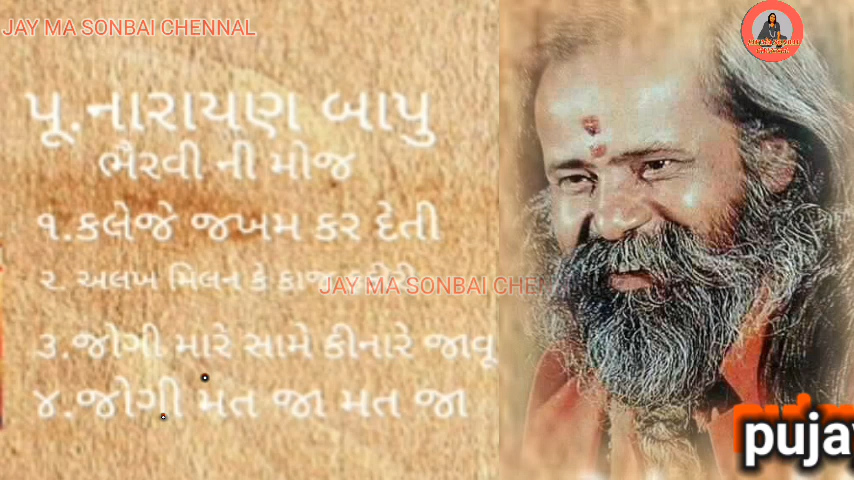 JAY MA SONBAI CHENNAL
પૂ.નારાયણ બાપુ
ભૈરવી ની મોજ
૧.કલેજે જખમ કર દેતી
૨. અલખ મિલન કે
JAY MA SONBAI CHEN
૩.જોગી મારે સામે કીનારે જાવૂ
૪.જોગી મત જા મત જા
puja